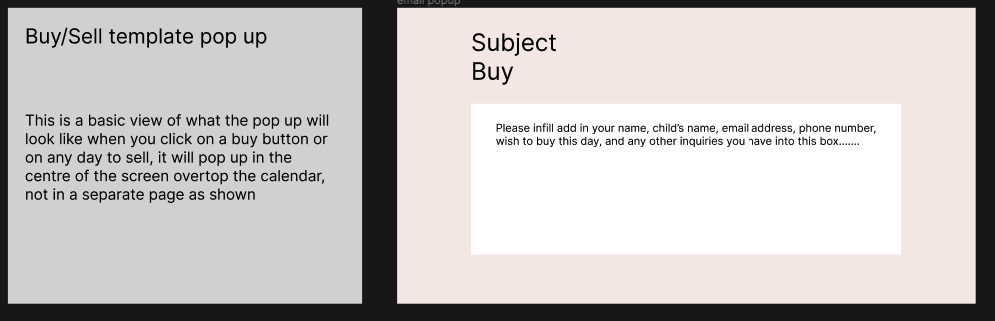 email popup
Buy/Sell template pop up
This is a basic view of what the pop up will
look like when you click on a buy button or
on any day to sell, it will pop up in the
centre of the screen overtop the calendar,
not in a separate page as shown
Subject
Buy
Please infill add in your name, child's name, email address, phone number,
wish to buy this day, and any other inquiries you have into this box.......